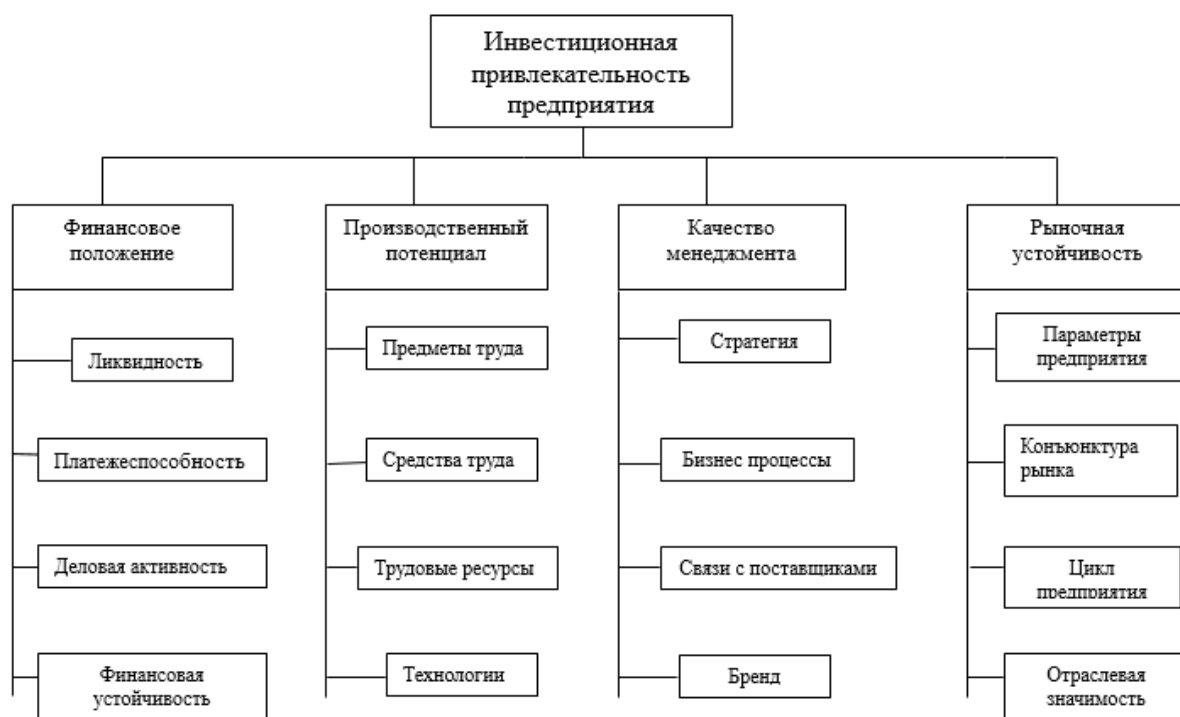 Инвестиционная
привлекательность
предприятия
Финансовое
положение
Ликвидность
Платежеспособность
Деловая активность
Финансовая
устойчивость
Производственный
потенциал
Предметы труда
Средства труда
Трудовые ресурсы
Технологии
Качество
менеджмента
Стратегия
Бизнес процессы
Связи с поставщиками
Бренд
Рыночная
устойчивость
Параметры
предприятия
Конъюнктура
рынка
Цикл
предприятия
Отраслевая
значимость